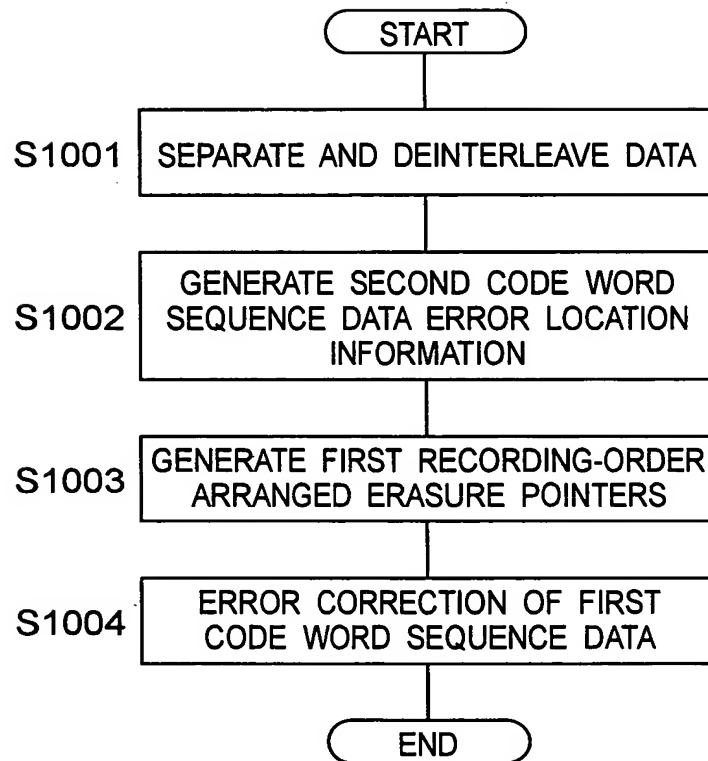 START
S1001
SEPARATE AND DEINTERLEAVE DATA
S1002
GENERATE SECOND CODE WORD
SEQUENCE DATA ERROR LOCATION
INFORMATION
S1003
GENERATE FIRST RECORDING-ORDER
ARRANGED ERASURE POINTERS
S1004
ERROR CORRECTION OF FIRST
CODE WORD SEQUENCE DATA
END